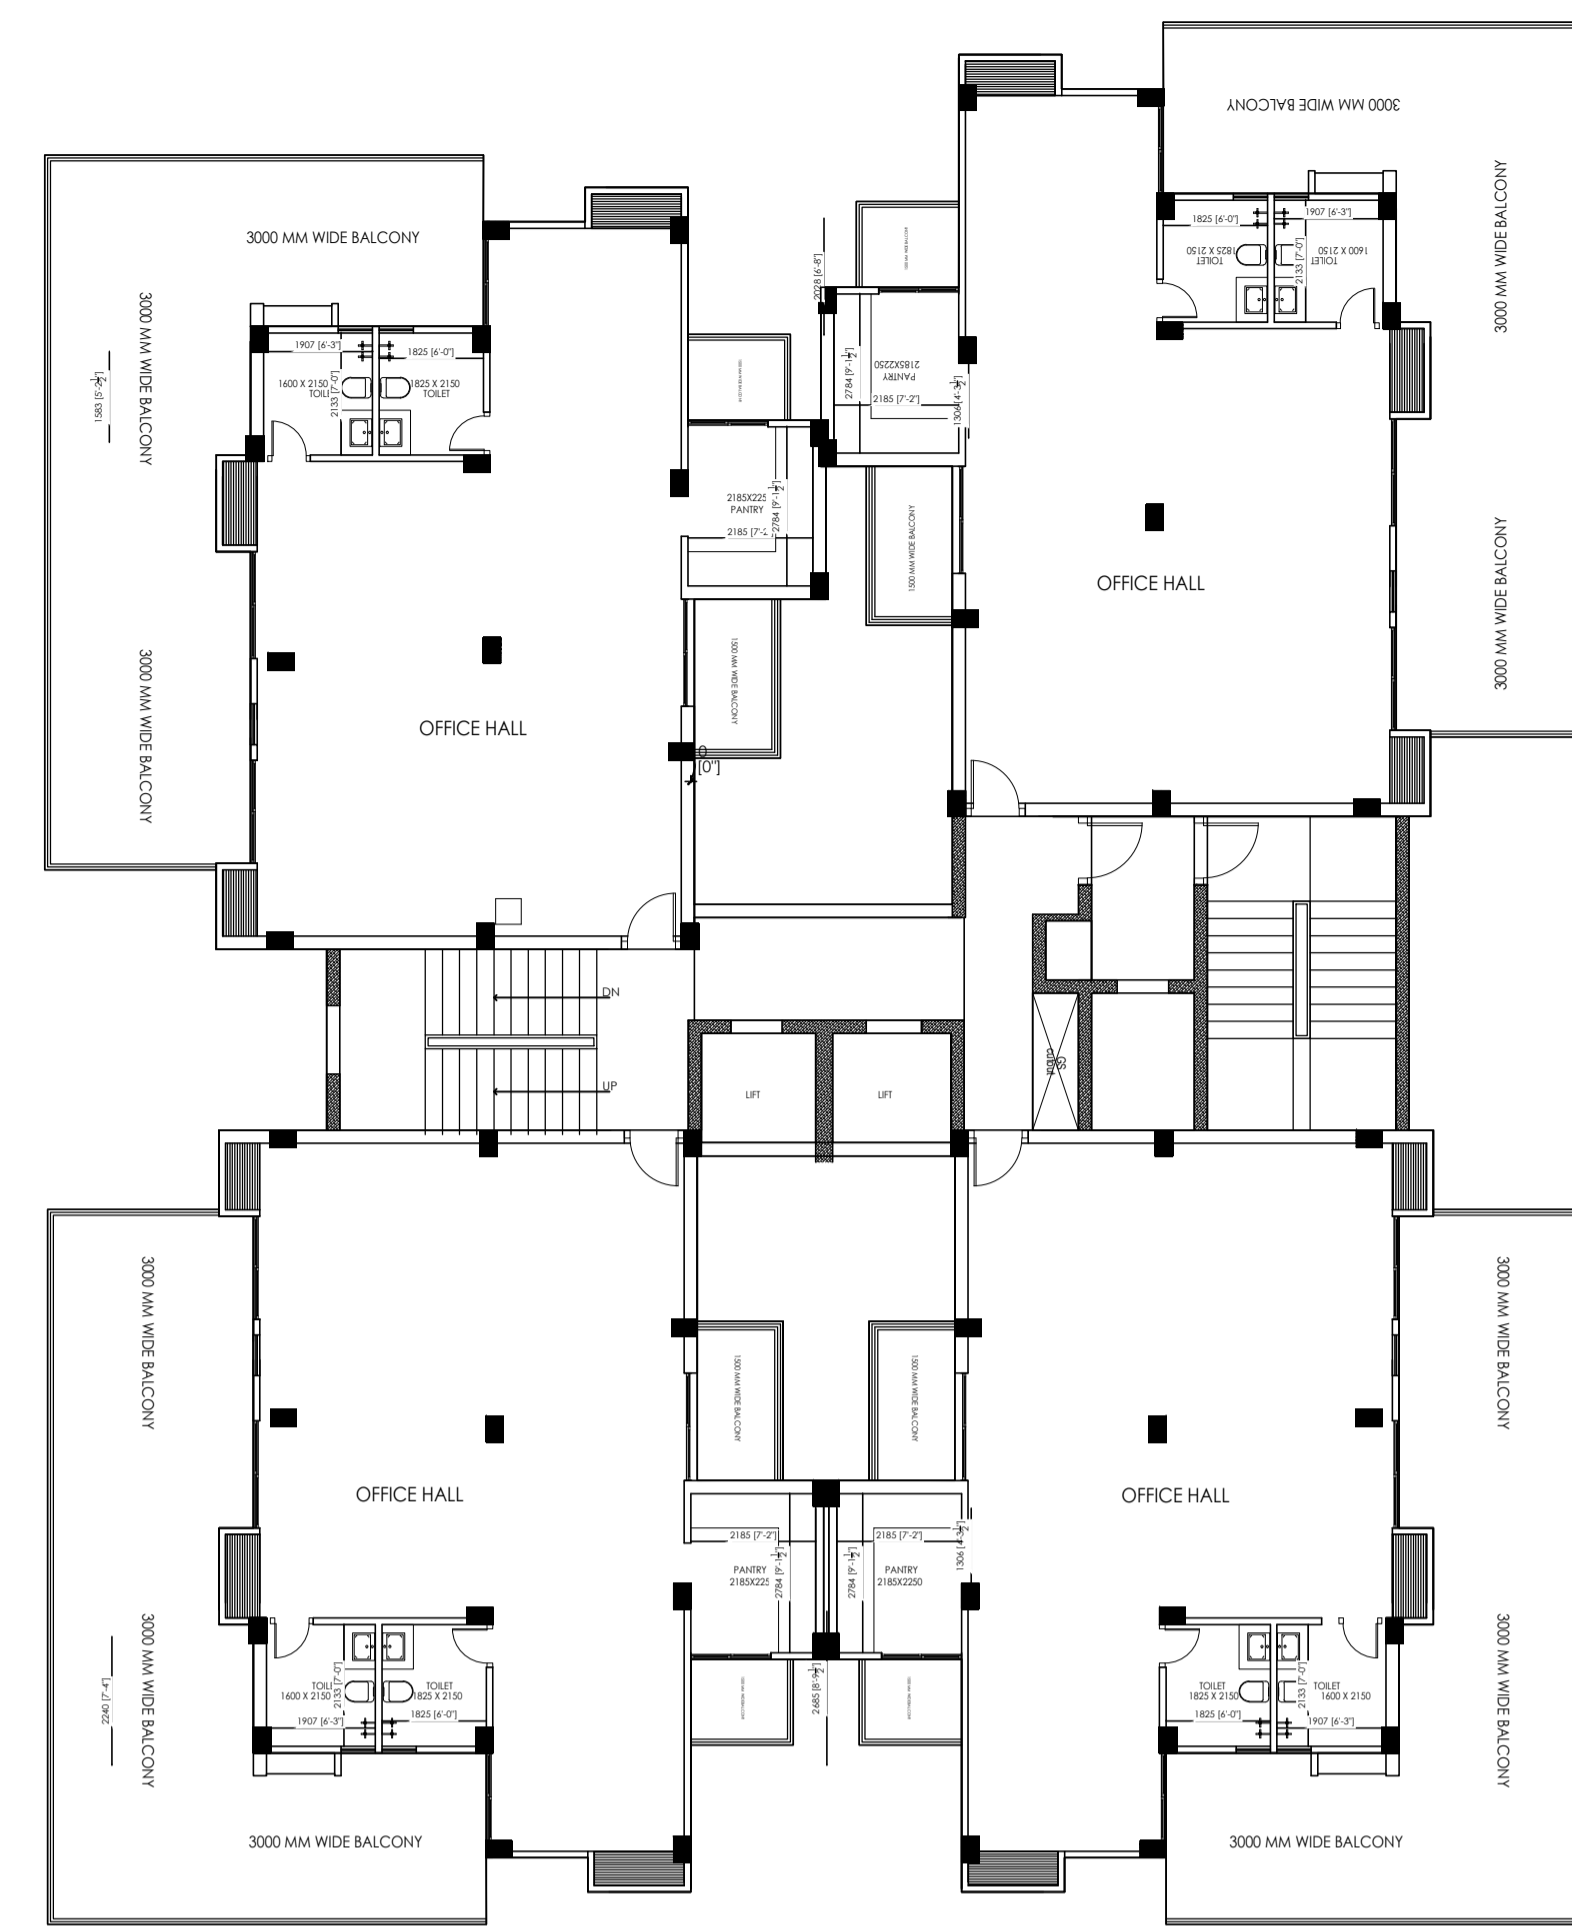 3000 MM WIDE BALCONY
3000 MM WIDE BALCONY
3000 MM WIDE BALCONY
1583 [5'-2½"]
1907 [6'-3"]
1825 [6'-0"]
1600 X 2150
2133 [7'-0"]
1825 X 2150
TOILET
2185X225
PANTRY
2185 [7'-2
2784 [9'-1½"]
1500 MM WIDE BALCONY
OFFICE HALL
0
[0"]
3000 MM WIDE BALCONY
3000 MM WIDE BALCONY
3000 MM WIDE BALCONY
2028 [6'-8"]
1825 [6'-0"]
1907 [6'-3"]
TOILET
1825 X 2150
2133 [7'-0"]
TOILET
1600 X 2150
PANTRY
2185X2250
2784 [9'-1½"]
2185 [7'-2"]
1306 [4'-3½"]
1500 MM WIDE BALCONY
OFFICE HALL
DN
UP
LIFT
LIFT
GS
cutout
3000 MM WIDE BALCONY
3000 MM WIDE BALCONY
2240 [7'-4"]
OFFICE HALL
1500 MM WIDE BALCONY
2185 [7'-2"]
PANTRY
2185X225
2784 [9'-1½"]
1600 X 2150
2133 [7'-0"]
TOILET
1825 X 2150
1907 [6'-3"]
1825 [6'-0"]
3000 MM WIDE BALCONY
1500 MM WIDE BALCONY
2185 [7'-2"]
2784 [9'-1½"]
PANTRY
2185X2250
1306 [4'-3½"]
2685 [8'-9½"]
OFFICE HALL
TOILET
1825 X 2150
1825 [6'-0"]
2133 [7'-0"]
TOILET
1600 X 2150
1907 [6'-3"]
3000 MM WIDE BALCONY
3000 MM WIDE BALCONY
3000 MM WIDE BALCONY